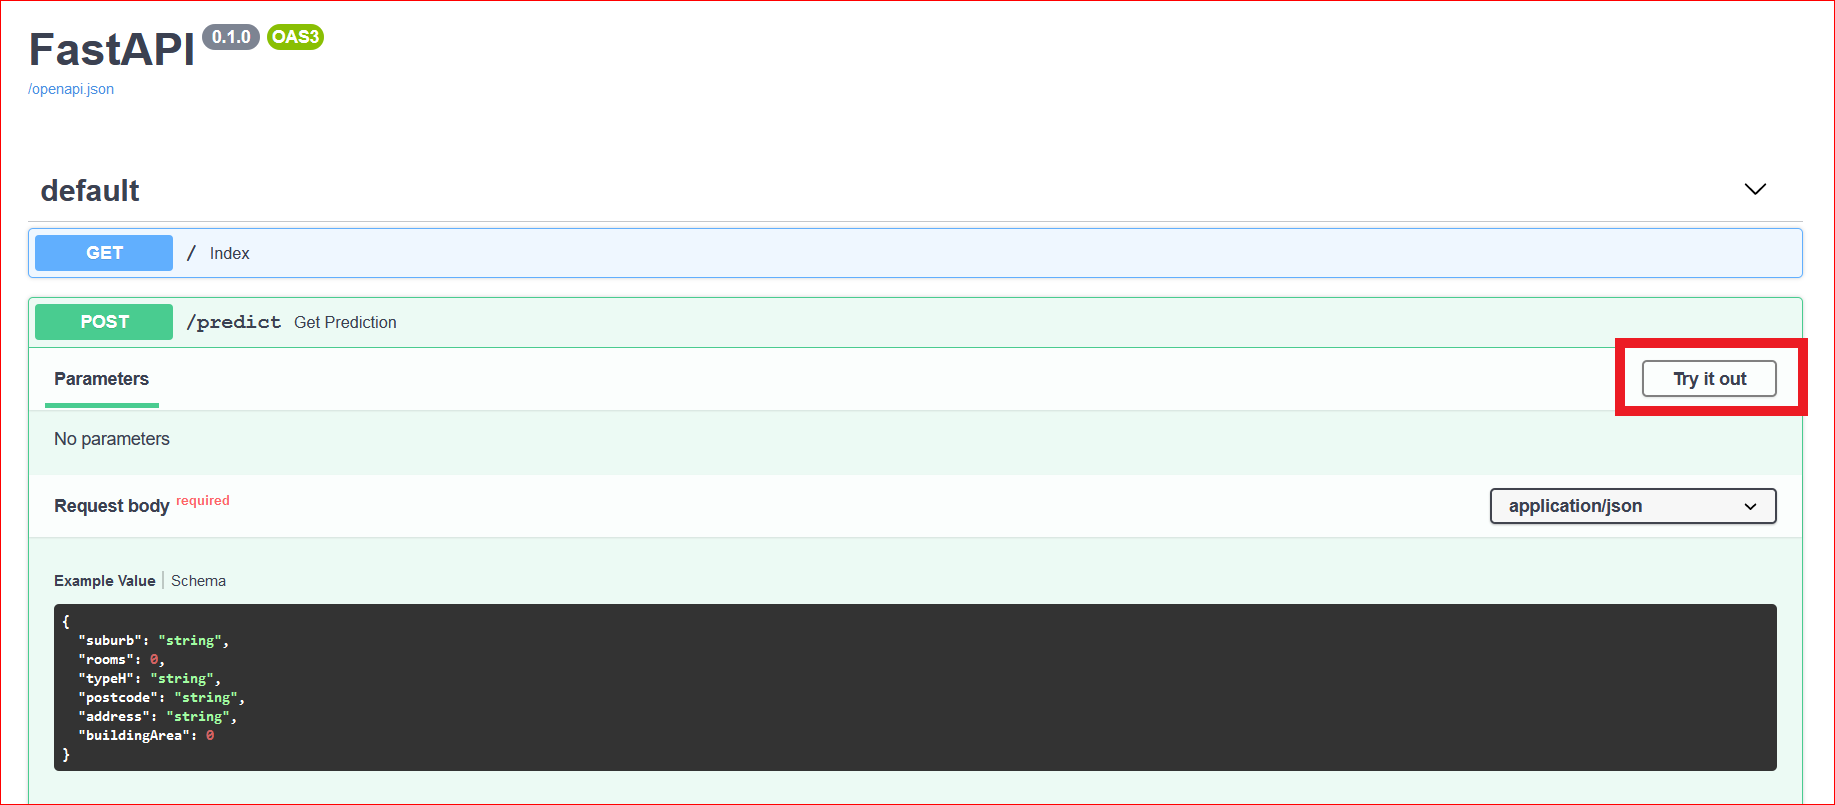 FastAPI 0.1.0 OAS3
/openapi.json
default
GET / Index
POST /predict Get Prediction
Parameters Try it out
No parameters
Request body required application/json
Example Value Schema
{
  "suburb": "string",
  "rooms": 0,
  "typeH": "string",
  "postcode": "string",
  "address": "string",
  "buildingArea": 0
}